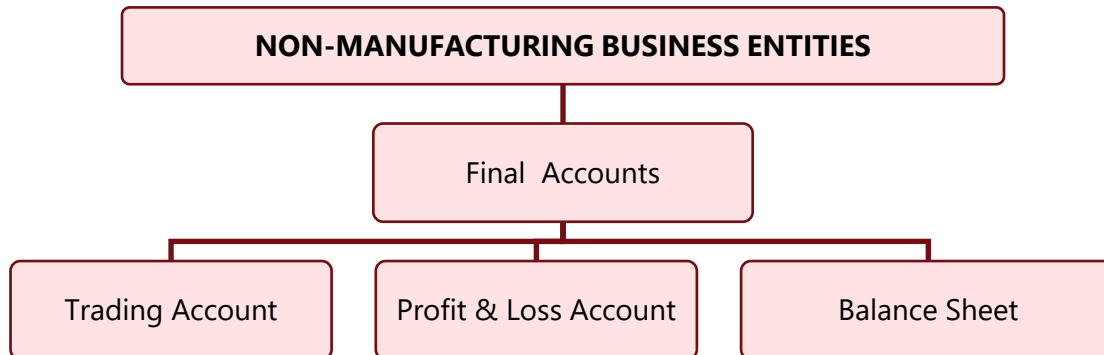 NON-MANUFACTURING BUSINESS ENTITIES
Final Accounts
Trading Account
Profit & Loss Account
Balance Sheet